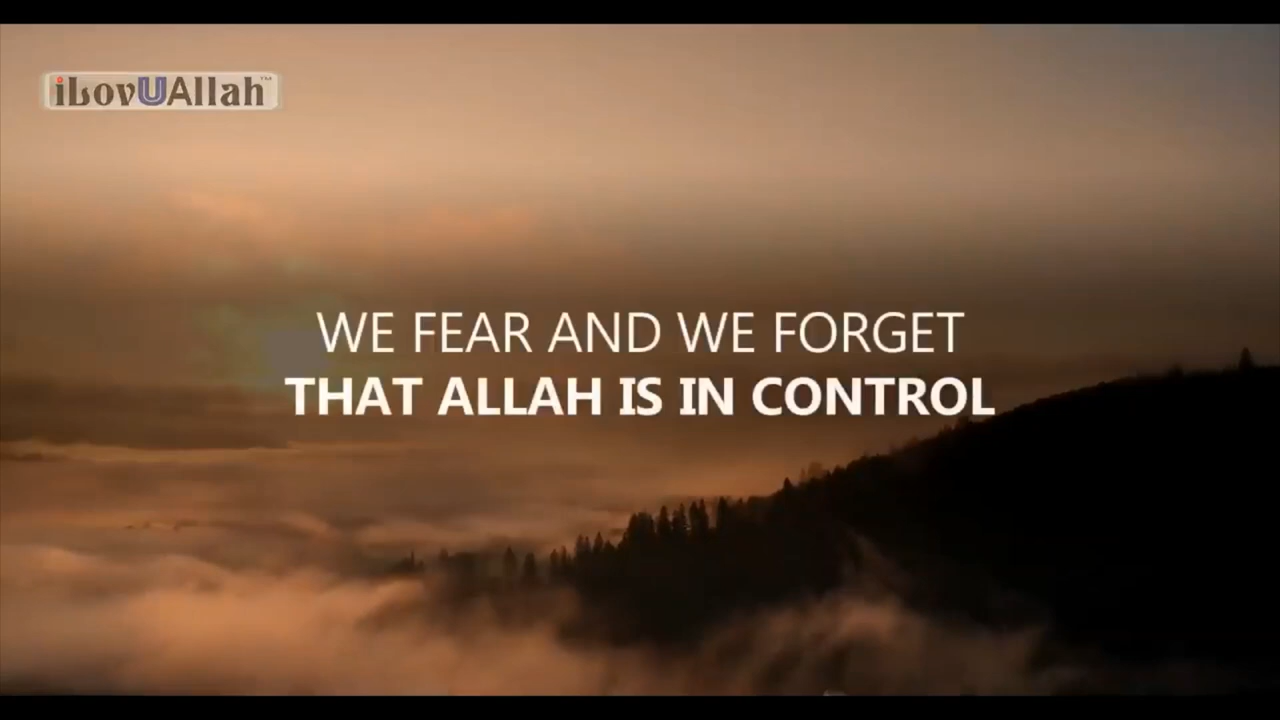 iLovUAllah™
WE FEAR AND WE FORGET
THAT ALLAH IS IN CONTROL